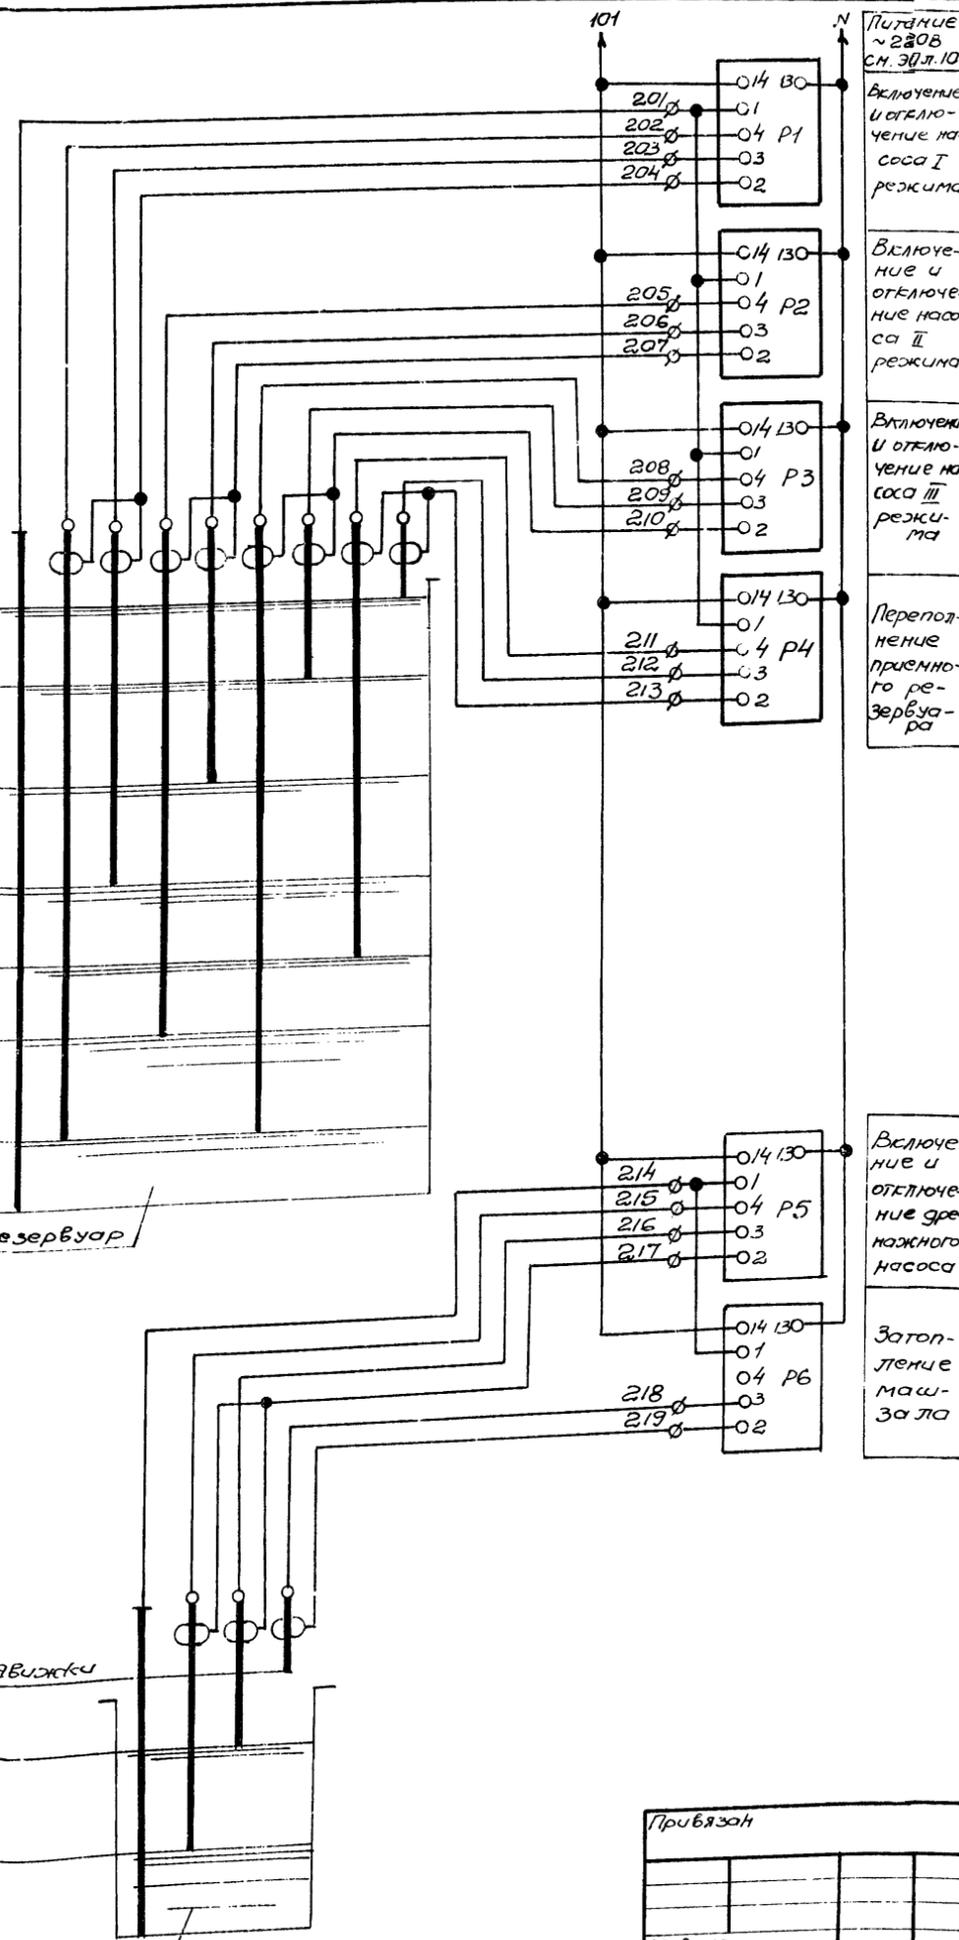 101
N
Питание
~220В
см. ЭП л.10
201
202
203
204
14 13
1
4 P1
3
2
Включение
и отклю-
чение на-
соса I
режима
205
206
207
14 13
1
4 P2
3
2
Включе-
ние и
отключе-
ние насо-
са II
режима
208
209
210
14 13
1
4 P3
3
2
Включение
и отклю-
чение на-
соса III
режи-
ма
211
212
213
14 13
1
4 P4
3
2
Перепол-
нение
приемно-
го ре-
зервуа-
ра
214
215
216
217
14 13
1
4 P5
3
2
Включе-
ние и
отключе-
ние дре-
нажного
насоса
езервуар
218
219
14 13
1
4 P6
3
2
Затоп-
ление
маш-
зала
движки
Привязан